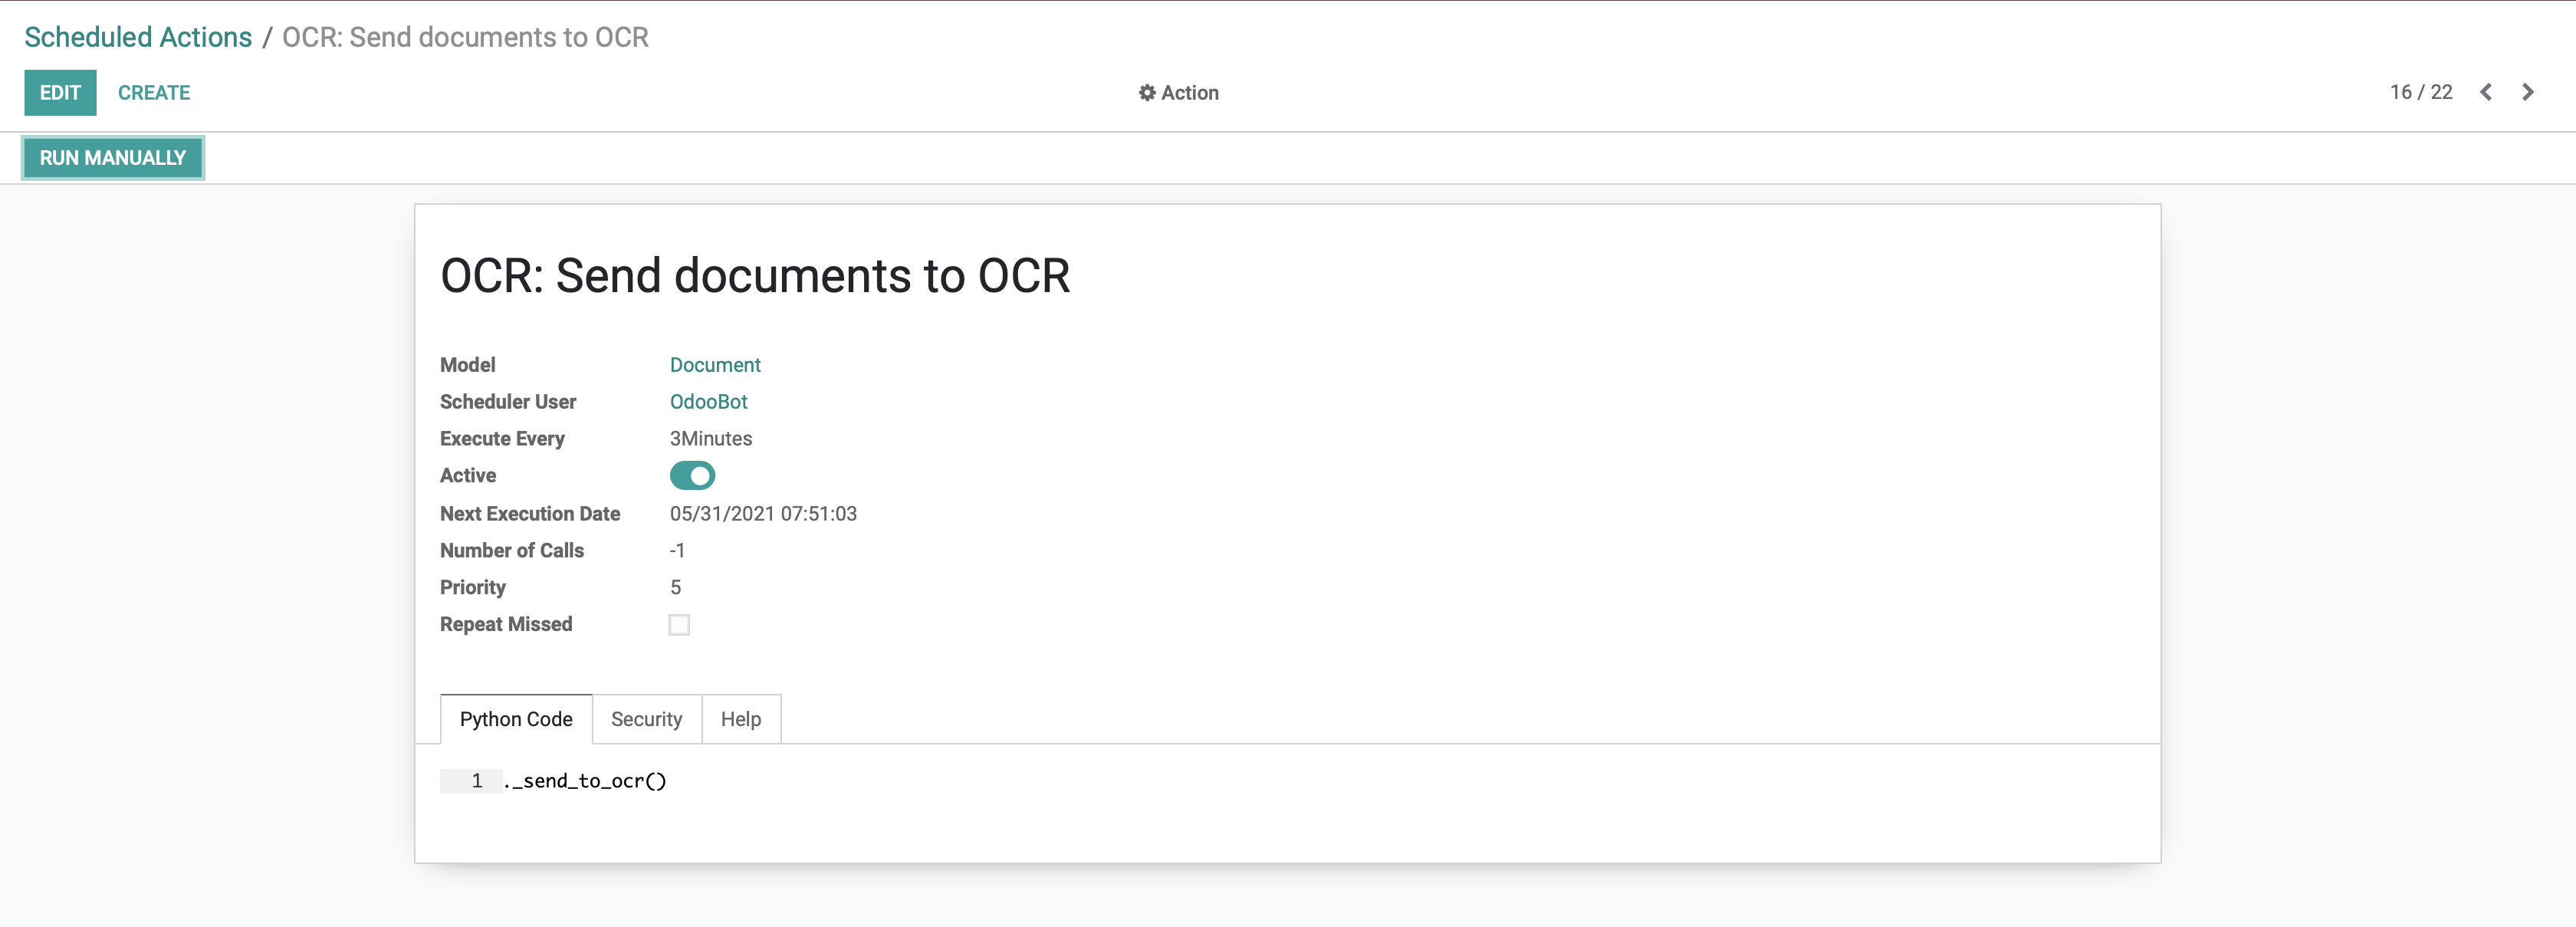 Scheduled Actions / OCR: Send documents to OCR
EDIT CREATE Action 16 / 22
RUN MANUALLY
OCR: Send documents to OCR
Model Document
Scheduler User OdooBot
Execute Every 3Minutes
Active
Next Execution Date 05/31/2021 07:51:03
Number of Calls -1
Priority 5
Repeat Missed
Python Code Security Help
1 ._send_to_ocr()